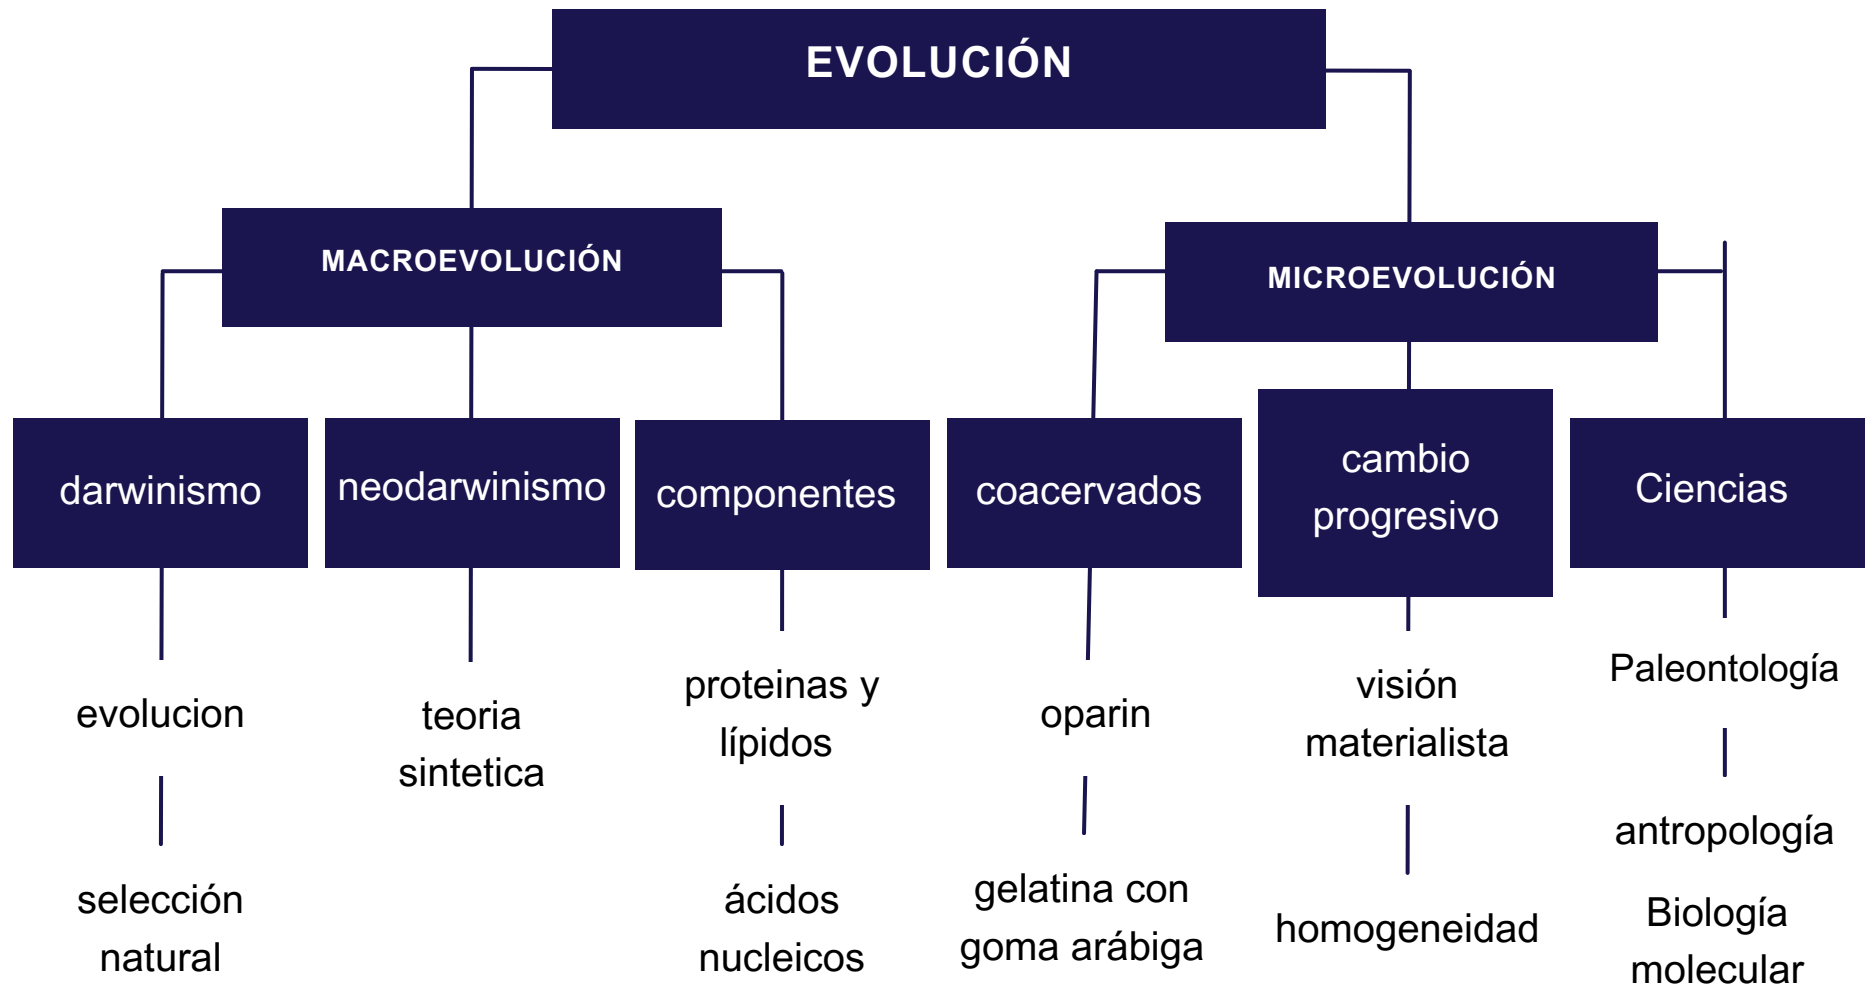 EVOLUCIÓN
MACROEVOLUCIÓN
MICROEVOLUCIÓN
darwinismo
neodarwinismo
componentes
coacervados
cambio
progresivo
Ciencias
evolucion
selección
natural
teoria
sintetica
proteinas y
lípidos
ácidos
nucleicos
oparin
gelatina con
goma arábiga
visión
materialista
homogeneidad
Paleontología
antropología
Biología
molecular